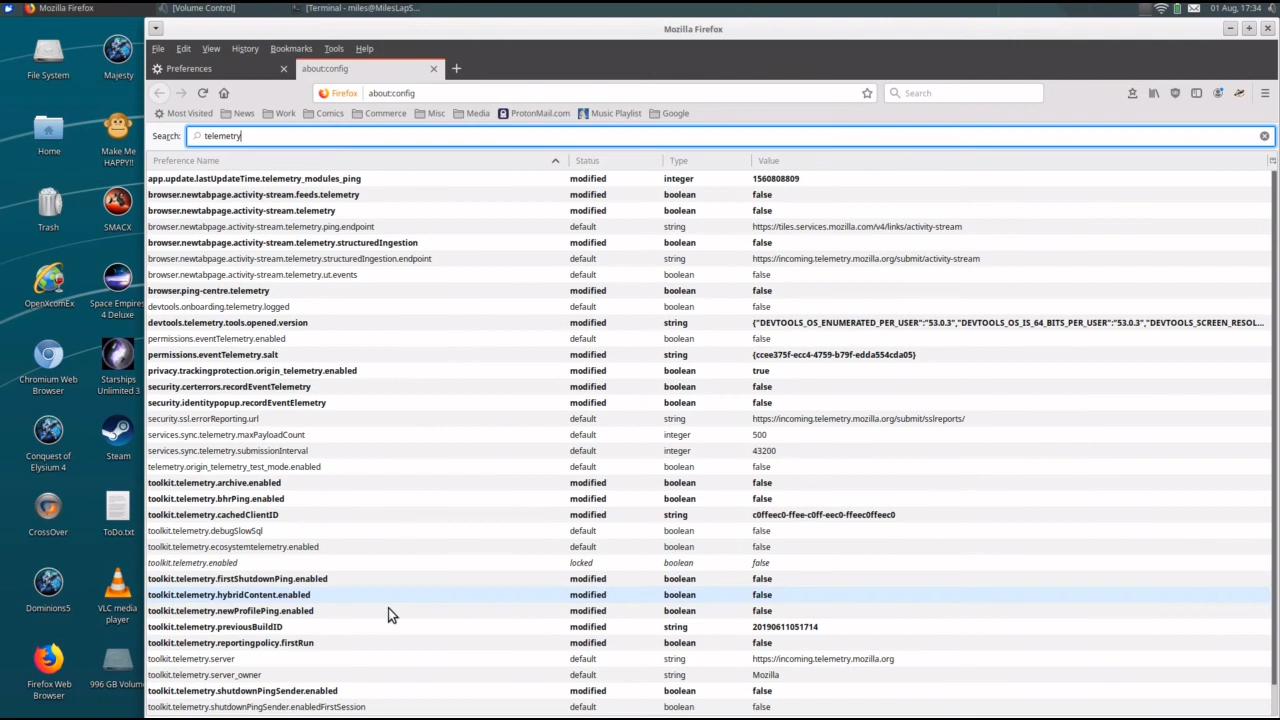 Mozilla Firefox [Volume Control] [Terminal - miles@MilesLapS... 01 Aug, 17:34
Mozilla Firefox
File Edit View History Bookmarks Tools Help
Preferences about:config
Firefox about:config Search
Most Visited News Work Comics Commerce Misc Media ProtonMail.com Music Playlist Google
Search: telemetry
Preference Name Status Type Value
app.update.lastUpdateTime.telemetry_modules_ping modified integer 1560808809
browser.newtabpage.activity-stream.feeds.telemetry modified boolean false
browser.newtabpage.activity-stream.telemetry modified boolean false
browser.newtabpage.activity-stream.telemetry.ping.endpoint default string https://tiles.services.mozilla.com/v4/links/activity-stream
browser.newtabpage.activity-stream.telemetry.structuredIngestion modified boolean false
browser.newtabpage.activity-stream.telemetry.structuredIngestion.endpoint default string https://incoming.telemetry.mozilla.org/submit/activity-stream
browser.newtabpage.activity-stream.telemetry.ut.events default boolean false
browser.ping-centre.telemetry modified boolean false
devtools.onboarding.telemetry.logged default boolean false
devtools.telemetry.tools.opened.version modified string {"DEVTOOLS_OS_ENUMERATED_PER_USER":"53.0.3","DEVTOOLS_OS_IS_64_BITS_PER_USER":"53.0.3","DEVTOOLS_SCREEN_RESOL...
permissions.eventTelemetry.enabled default boolean false
permissions.eventTelemetry.salt modified string {ccee375f-ecc4-4759-b79f-edda554cda05}
privacy.trackingprotection.origin_telemetry.enabled modified boolean true
security.certerrors.recordEventTelemetry modified boolean false
security.identitypopup.recordEventElemetry modified boolean false
security.ssl.errorReporting.url default string https://incoming.telemetry.mozilla.org/submit/sslreports/
services.sync.telemetry.maxPayloadCount default integer 500
services.sync.telemetry.submissionInterval default integer 43200
telemetry.origin_telemetry_test_mode.enabled default boolean false
toolkit.telemetry.archive.enabled modified boolean false
toolkit.telemetry.bhrPing.enabled modified boolean false
toolkit.telemetry.cachedClientID modified string c0ffeec0-ffee-c0ff-eec0-ffeec0ffeec0
toolkit.telemetry.debugSlowSql default boolean false
toolkit.telemetry.ecosystemtelemetry.enabled default boolean false
toolkit.telemetry.enabled locked boolean false
toolkit.telemetry.firstShutdownPing.enabled modified boolean false
toolkit.telemetry.hybridContent.enabled modified boolean false
toolkit.telemetry.newProfilePing.enabled modified boolean false
toolkit.telemetry.previousBuildID modified string 20190611051714
toolkit.telemetry.reportingpolicy.firstRun modified boolean false
toolkit.telemetry.server default string https://incoming.telemetry.mozilla.org
toolkit.telemetry.server_owner default string Mozilla
toolkit.telemetry.shutdownPingSender.enabled modified boolean false
toolkit.telemetry.shutdownPingSender.enabledFirstSession default boolean false
File System Majesty
Home Make Me
HAPPY!!
Trash SMACX
OpenXcomEx Space Empires
4 Deluxe
Chromium Web Starships
Browser Unlimited 3
Conquest of Steam
Elysium 4
CrossOver ToDo.txt
Dominions5 VLC media
player
Firefox Web 996 GB Volum
Browser